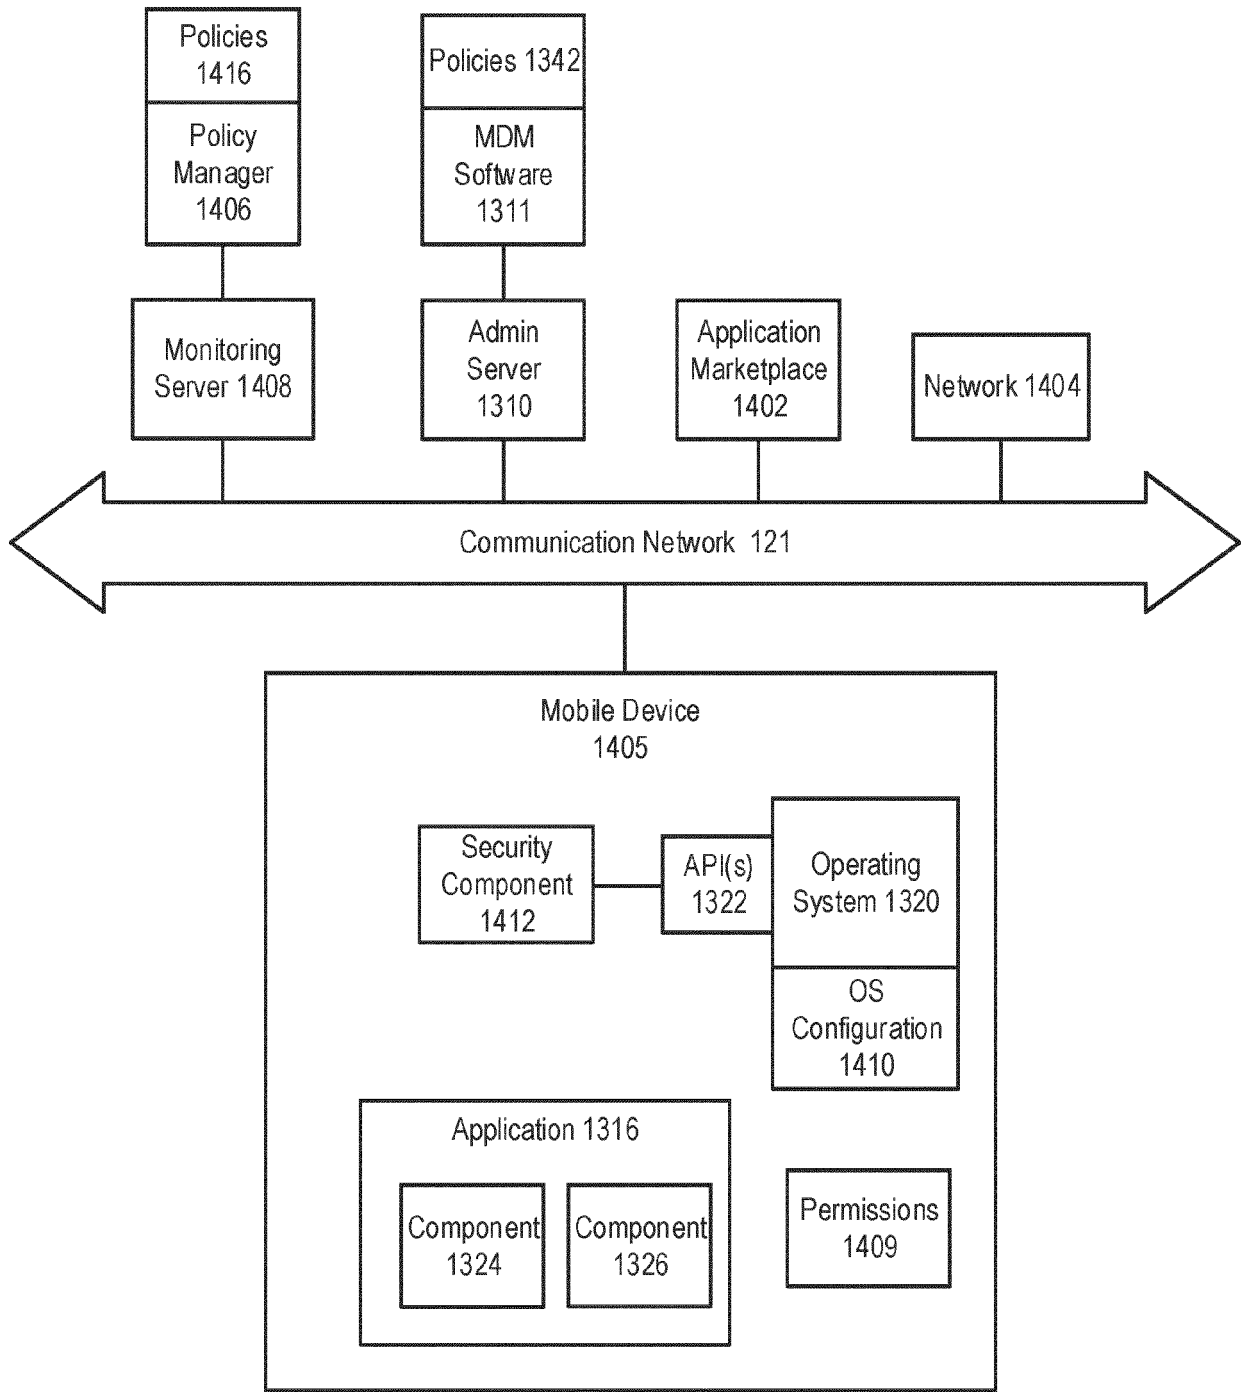 Policies
1416
Policy
Manager
1406
Policies 1342
MDM
Software
1311
Monitoring
Server 1408
Admin
Server
1310
Application
Marketplace
1402
Network 1404
Communication Network 121
Mobile Device
1405
Security
Component
1412
API(s)
1322
Operating
System 1320
OS
Configuration
1410
Application 1316
Component
1324
Component
1326
Permissions
1409